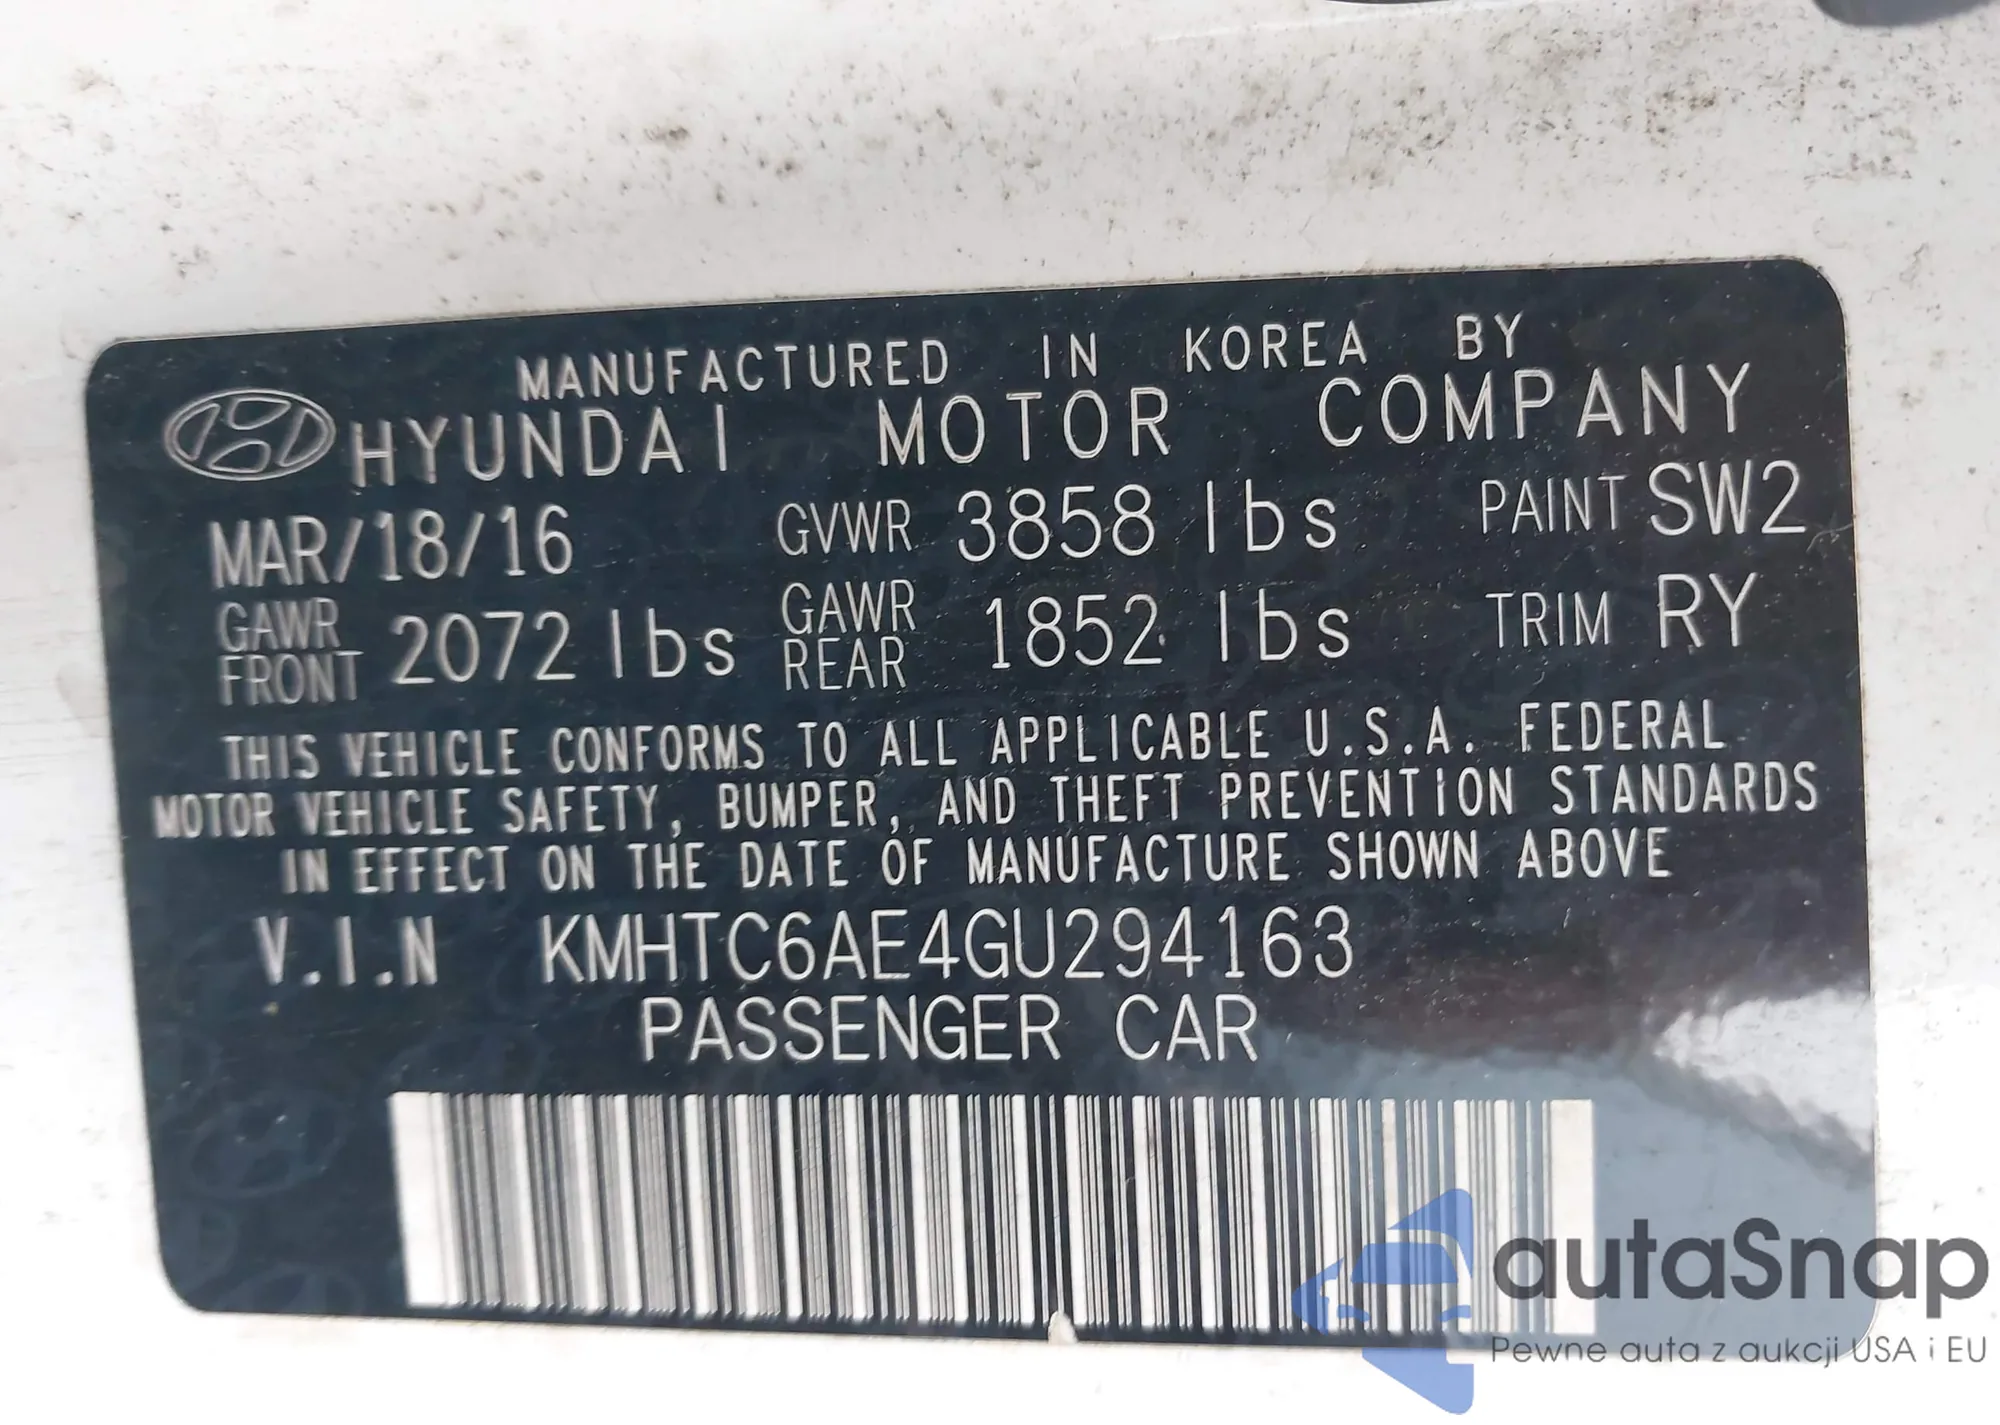 MANUFACTURED IN KOREA BY
HYUNDAI MOTOR COMPANY
MAR/18/16 GVWR 3858 lbs PAINT SW2
GAWR FRONT 2072 lbs GAWR REAR 1852 lbs TRIM RY
THIS VEHICLE CONFORMS TO ALL APPLICABLE U.S.A. FEDERAL
MOTOR VEHICLE SAFETY, BUMPER, AND THEFT PREVENTION STANDARDS
IN EFFECT ON THE DATE OF MANUFACTURE SHOWN ABOVE
V.I.N KMHTC6AE4GU294163
PASSENGER CAR
autaSnap
Pewne auta z aukcji USA i EU